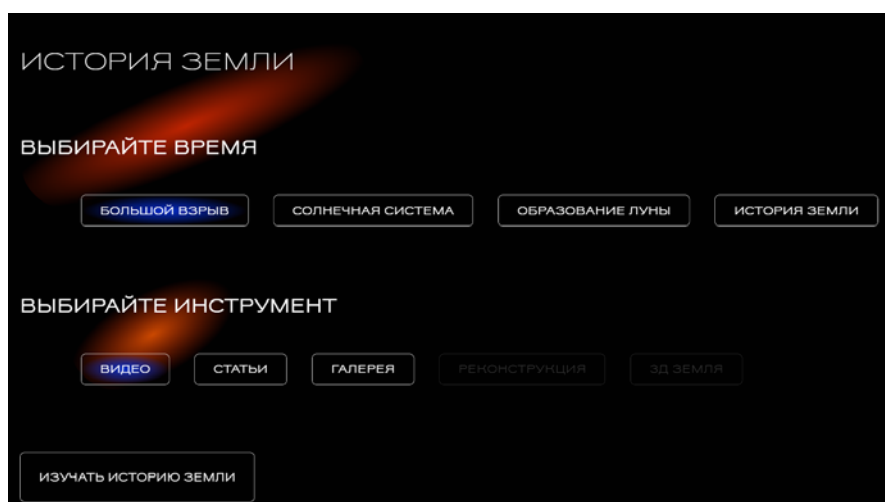 ИСТОРИЯ ЗЕМЛИ
ВЫБИРАЙТЕ ВРЕМЯ
БОЛЬШОЙ ВЗРЫВ СОЛНЕЧНАЯ СИСТЕМА ОБРАЗОВАНИЕ ЛУНЫ ИСТОРИЯ ЗЕМЛИ
ВЫБИРАЙТЕ ИНСТРУМЕНТ
ВИДЕО СТАТЬИ ГАЛЕРЕЯ РЕКОНСТРУКЦИЯ 3Д ЗЕМЛЯ
ИЗУЧАТЬ ИСТОРИЮ ЗЕМЛИ